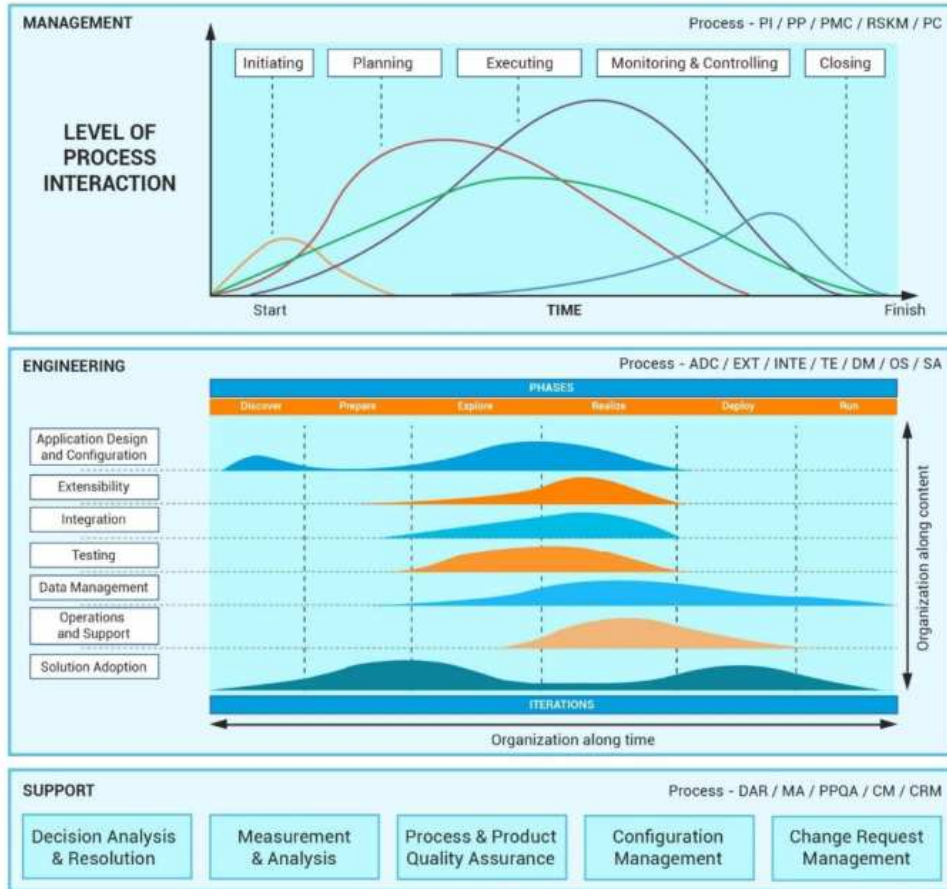 MANAGEMENT
Process - PI / PP / PMC / RSKM / PC
Initiating
Planning
Executing
Monitoring & Controlling
Closing
LEVEL OF
PROCESS
INTERACTION
Start
TIME
Finish
ENGINEERING
Process - ADC / EXT / INTE / TE / DM / OS / SA
PHASES
Discover
Prepare
Explore
Realize
Deploy
Run
Application Design
and Configuration
Extensibility
Integration
Testing
Data Management
Operations
and Support
Solution Adoption
Organization along content
ITERATIONS
Organization along time
SUPPORT
Process - DAR / MA / PPQA / CM / CRM
Decision Analysis
& Resolution
Measurement
& Analysis
Process & Product
Quality Assurance
Configuration
Management
Change Request
Management